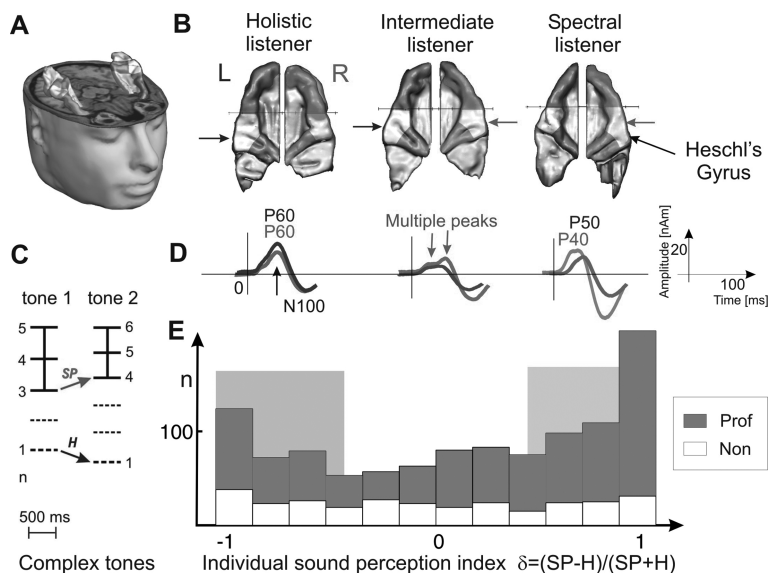 A
B
Holistic listener
Intermediate listener
Spectral listener
L
R
Heschl's
Gyrus
C
tone 1 tone 2
5
4
3
1
n
6
5
4
1
SP
H
500 ms
Complex tones
D
P60
P60
0
N100
Multiple peaks
P50
P40
Amplitude [nAm]
20
100
Time [ms]
E
n
100
-1 0 1
Individual sound perception index δ=(SP-H)/(SP+H)
Prof
Non